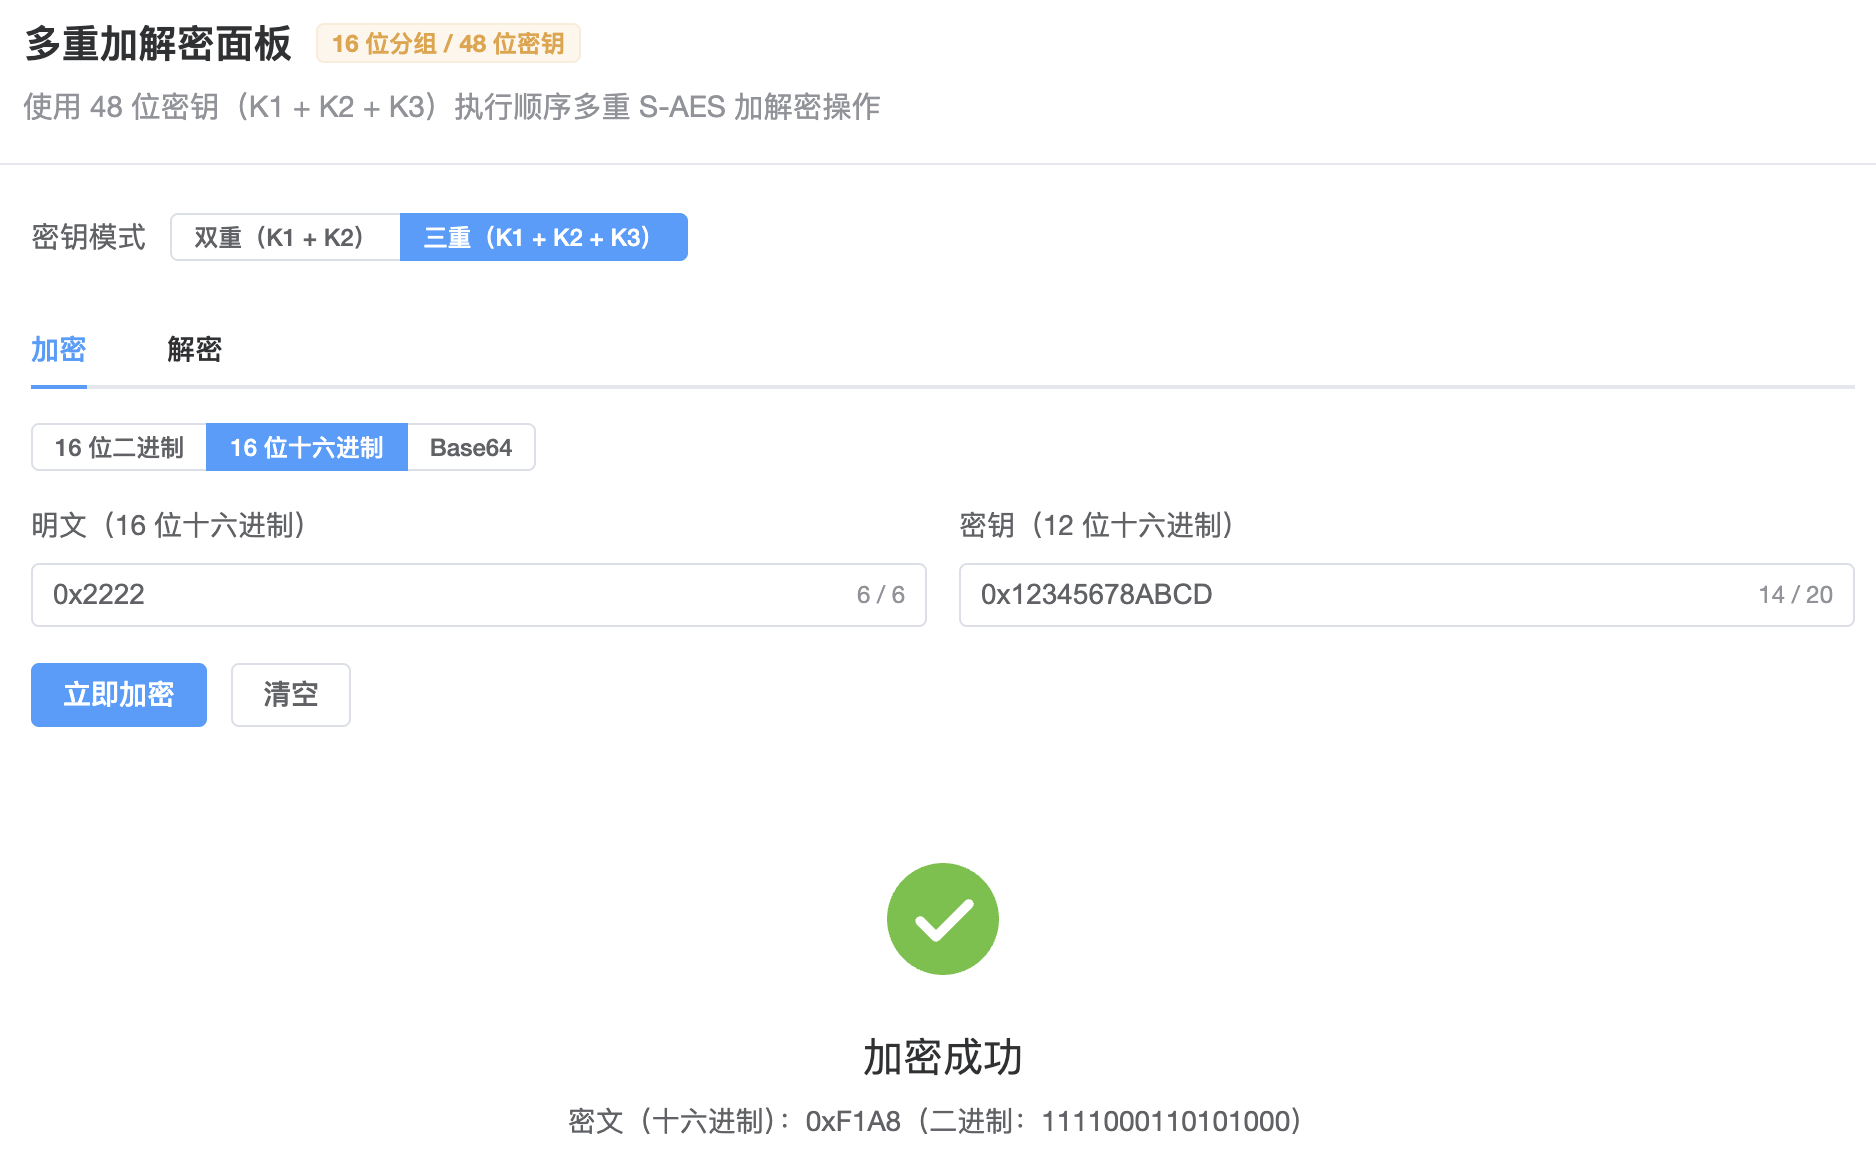 多重加解密面板 16 位分组 / 48 位密钥
使用 48 位密钥（K1 + K2 + K3）执行顺序多重 S-AES 加解密操作
密钥模式 双重（K1 + K2） 三重（K1 + K2 + K3）
加密 解密
16 位二进制 16 位十六进制 Base64
明文（16 位十六进制） 密钥（12 位十六进制）
0x2222 6 / 6 0x12345678ABCD 14 / 20
立即加密 清空
加密成功
密文（十六进制）：0xF1A8（二进制：1111000110101000）